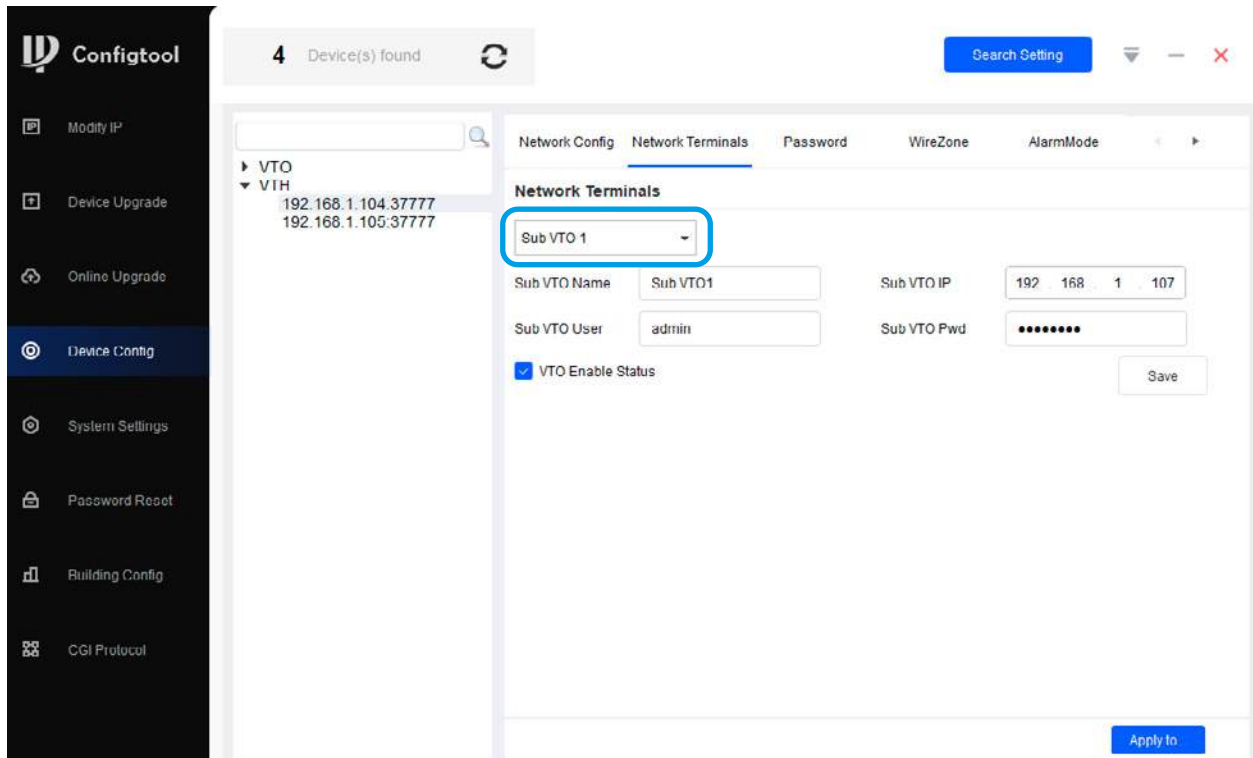 Configtool
4 Device(s) found
Search Setting
Modify IP
Device Upgrade
Online Upgrade
Device Config
System Settings
Password Reset
Building Config
CGI Protocol
VTO
VTH
192.168.1.104.37777
192.168.1.105:37777
Network Config Network Terminals Password WireZone AlarmMode
Network Terminals
Sub VTO 1
Sub VTO Name Sub VTO1 Sub VTO IP 192 . 168 . 1 . 107
Sub VTO User admin Sub VTO Pwd ••••••••
VTO Enable Status
Save
Apply to